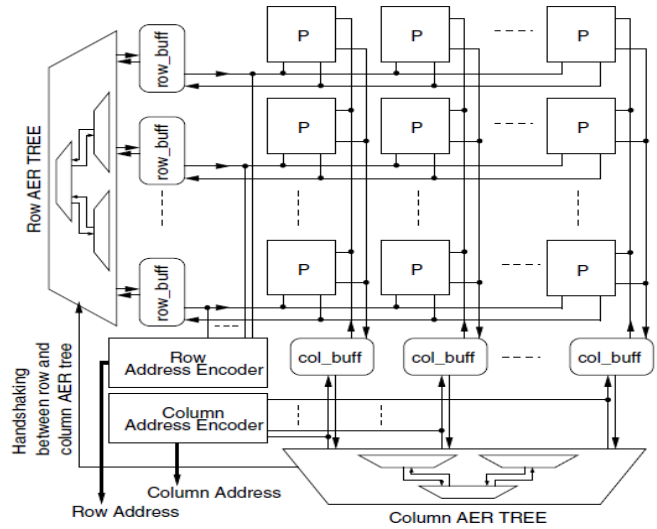 P P P
row_buff
Row AER TREE
P P P
row_buff
P P P
row_buff
Handshaking
between row and
column AER tree
Row
Address Encoder
col_buff col_buff col_buff
Column
Address Encoder
Column Address
Row Address
Column AER TREE